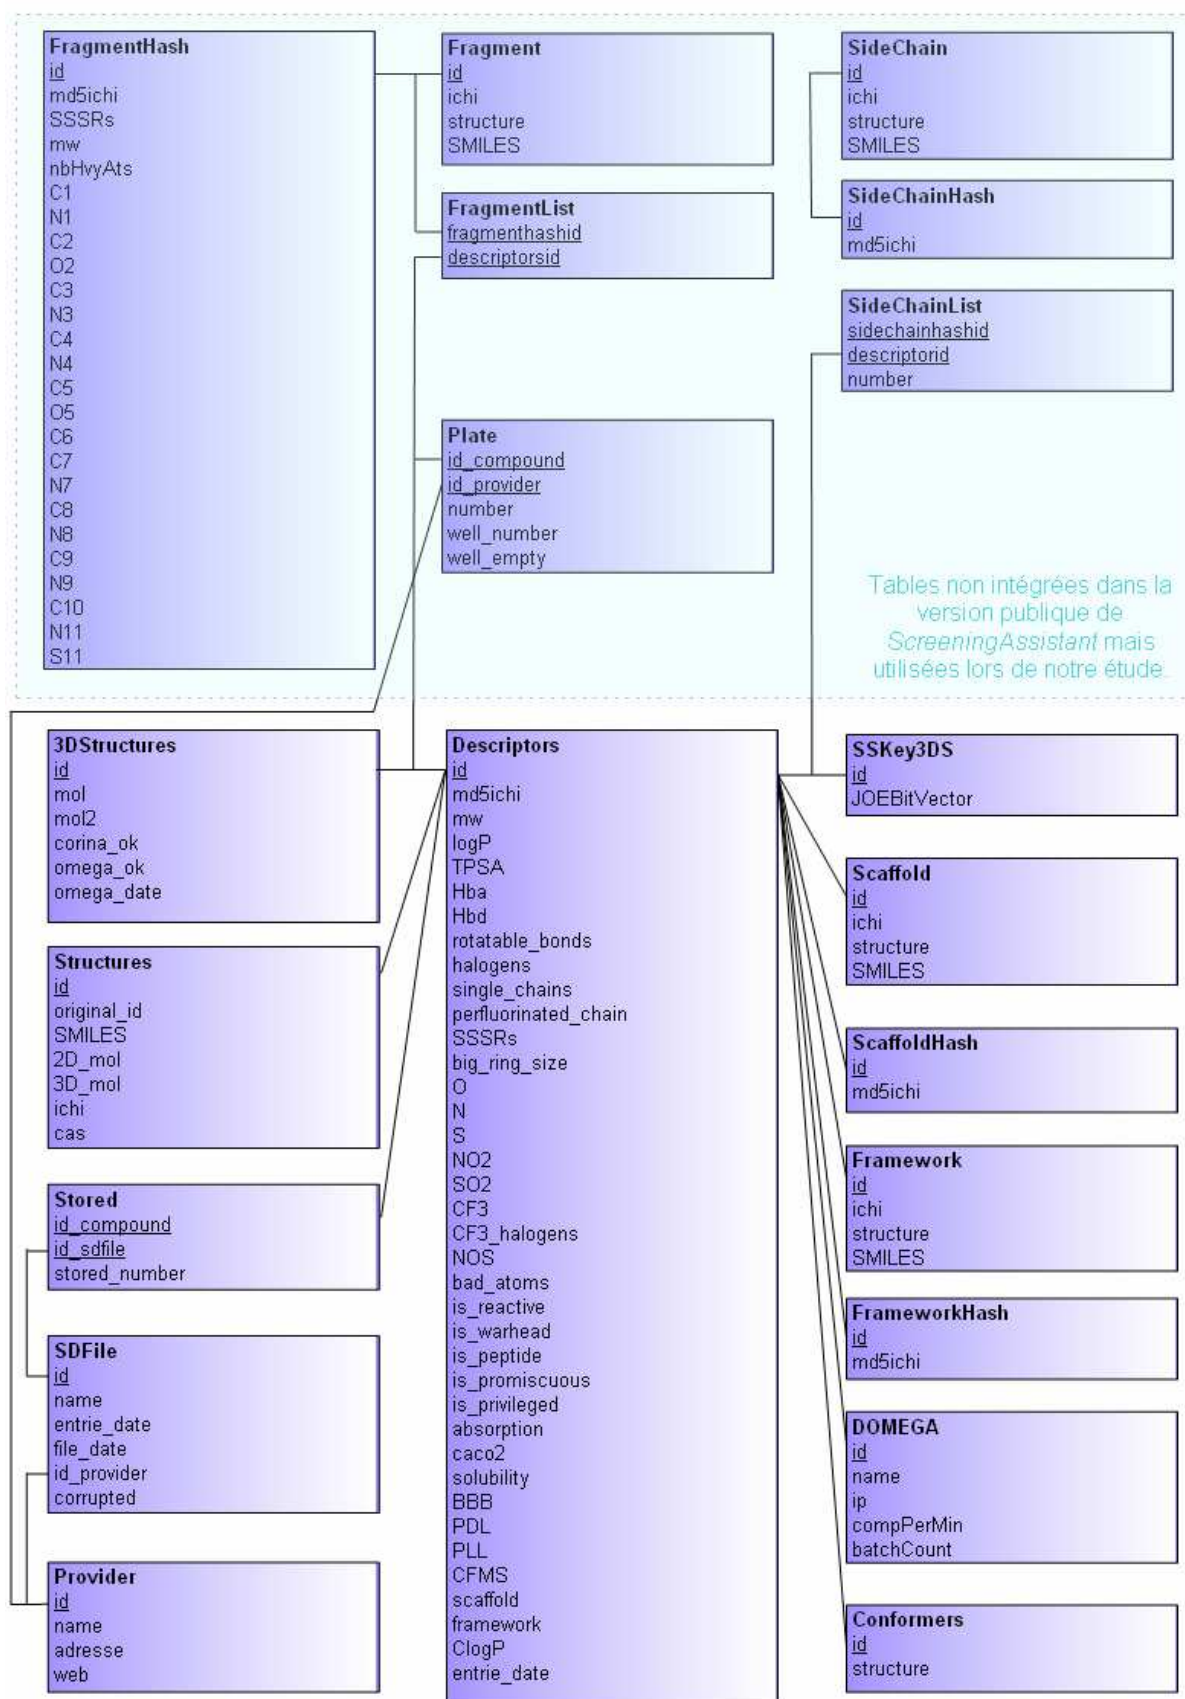 FragmentHash
id
md5ichi
SSSRs
mw
nbHvyAts
C1
N1
C2
O2
C3
N3
C4
N4
C5
O5
C6
C7
N7
C8
N8
C9
N9
C10
N11
S11
Fragment
id
ichi
structure
SMILES
FragmentList
fragmenthashid
descriptorsid
Plate
id_compound
id_provider
number
well_number
well_empty
SideChain
id
ichi
structure
SMILES
SideChainHash
id
md5ichi
SideChainList
sidechainhashid
descriptorid
number
Tables non intégrées dans la
version publique de
ScreeningAssistant mais
utilisées lors de notre étude.
3DStructures
id
mol
mol2
corina_ok
omega_ok
omega_date
Structures
id
original_id
SMILES
2D_mol
3D_mol
ichi
cas
Stored
id_compound
id_sdfile
stored_number
SDFile
id
name
entrie_date
file_date
id_provider
corrupted
Provider
id
name
adresse
web
Descriptors
id
md5ichi
mw
logP
TPSA
Hba
Hbd
rotatable_bonds
halogens
single_chains
perfluorinated_chain
SSSRs
big_ring_size
O
N
S
NO2
SO2
CF3
CF3_halogens
NOS
bad_atoms
is_reactive
is_warhead
is_peptide
is_promiscuous
is_privileged
absorption
caco2
solubility
BBB
PDL
PLL
CFMS
scaffold
framework
ClogP
entrie_date
SSKey3DS
id
JOEBitVector
Scaffold
id
ichi
structure
SMILES
ScaffoldHash
id
md5ichi
Framework
id
ichi
structure
SMILES
FrameworkHash
id
md5ichi
DOMEGA
id
name
ip
compPerMin
batchCount
Conformers
id
structure